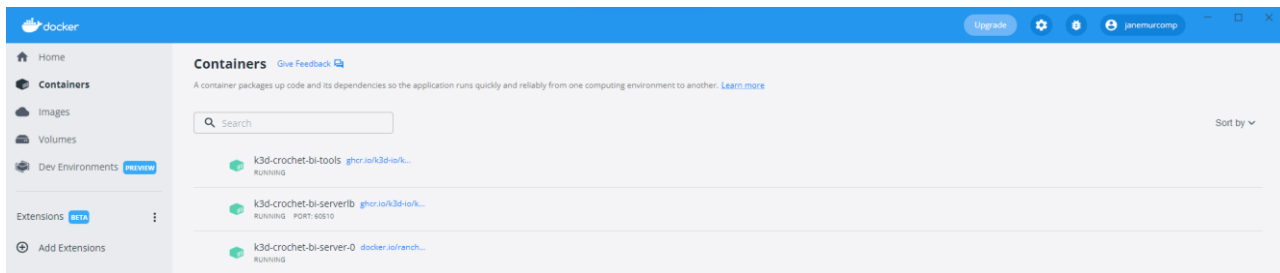 docker
Upgrade
janemurcomp
Home
Containers
Images
Volumes
Dev Environments PREVIEW
Extensions BETA
Add Extensions
Containers Give Feedback
A container packages up code and its dependencies so the application runs quickly and reliably from one computing environment to another. Learn more
Search
Sort by
k3d-crochet-bi-tools ghcr.io/k3d-io/k...
RUNNING
k3d-crochet-bi-serverlb ghcr.io/k3d-io/k...
RUNNING PORT: 60510
k3d-crochet-bi-server-0 docker.io/ranch...
RUNNING